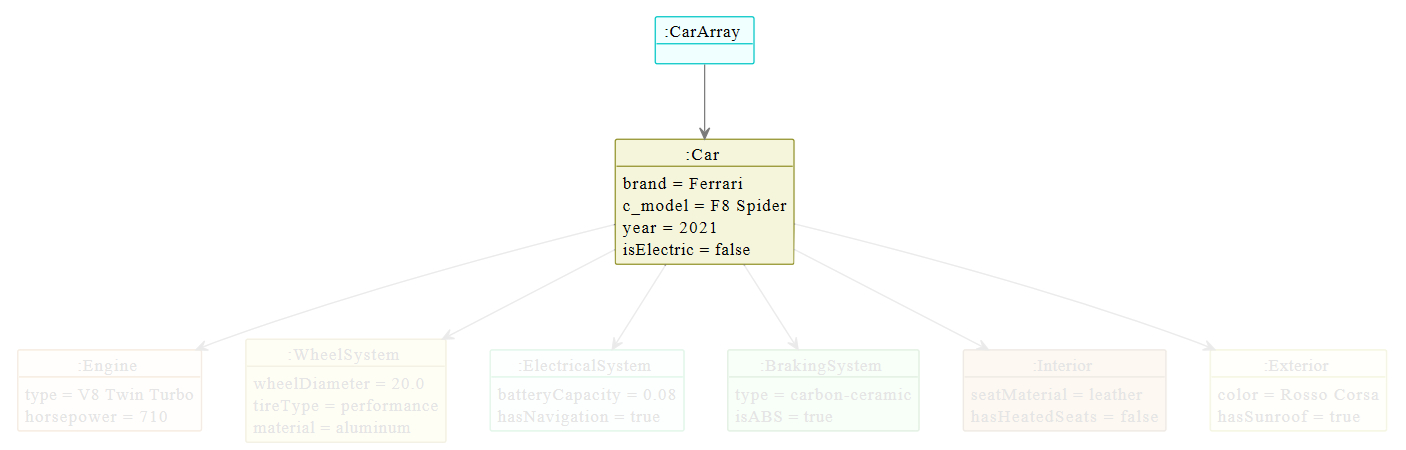 :CarArray
:Car
brand = Ferrari
c_model = F8 Spider
year = 2021
isElectric = false
:Engine
type = V8 Twin Turbo
horsepower = 710
:WheelSystem
wheelDiameter = 20.0
tireType = performance
material = aluminum
:ElectricalSystem
batteryCapacity = 0.08
hasNavigation = true
:BrakingSystem
type = carbon-ceramic
isABS = true
:Interior
seatMaterial = leather
hasHeatedSeats = false
:Exterior
color = Rosso Corsa
hasSunroof = true